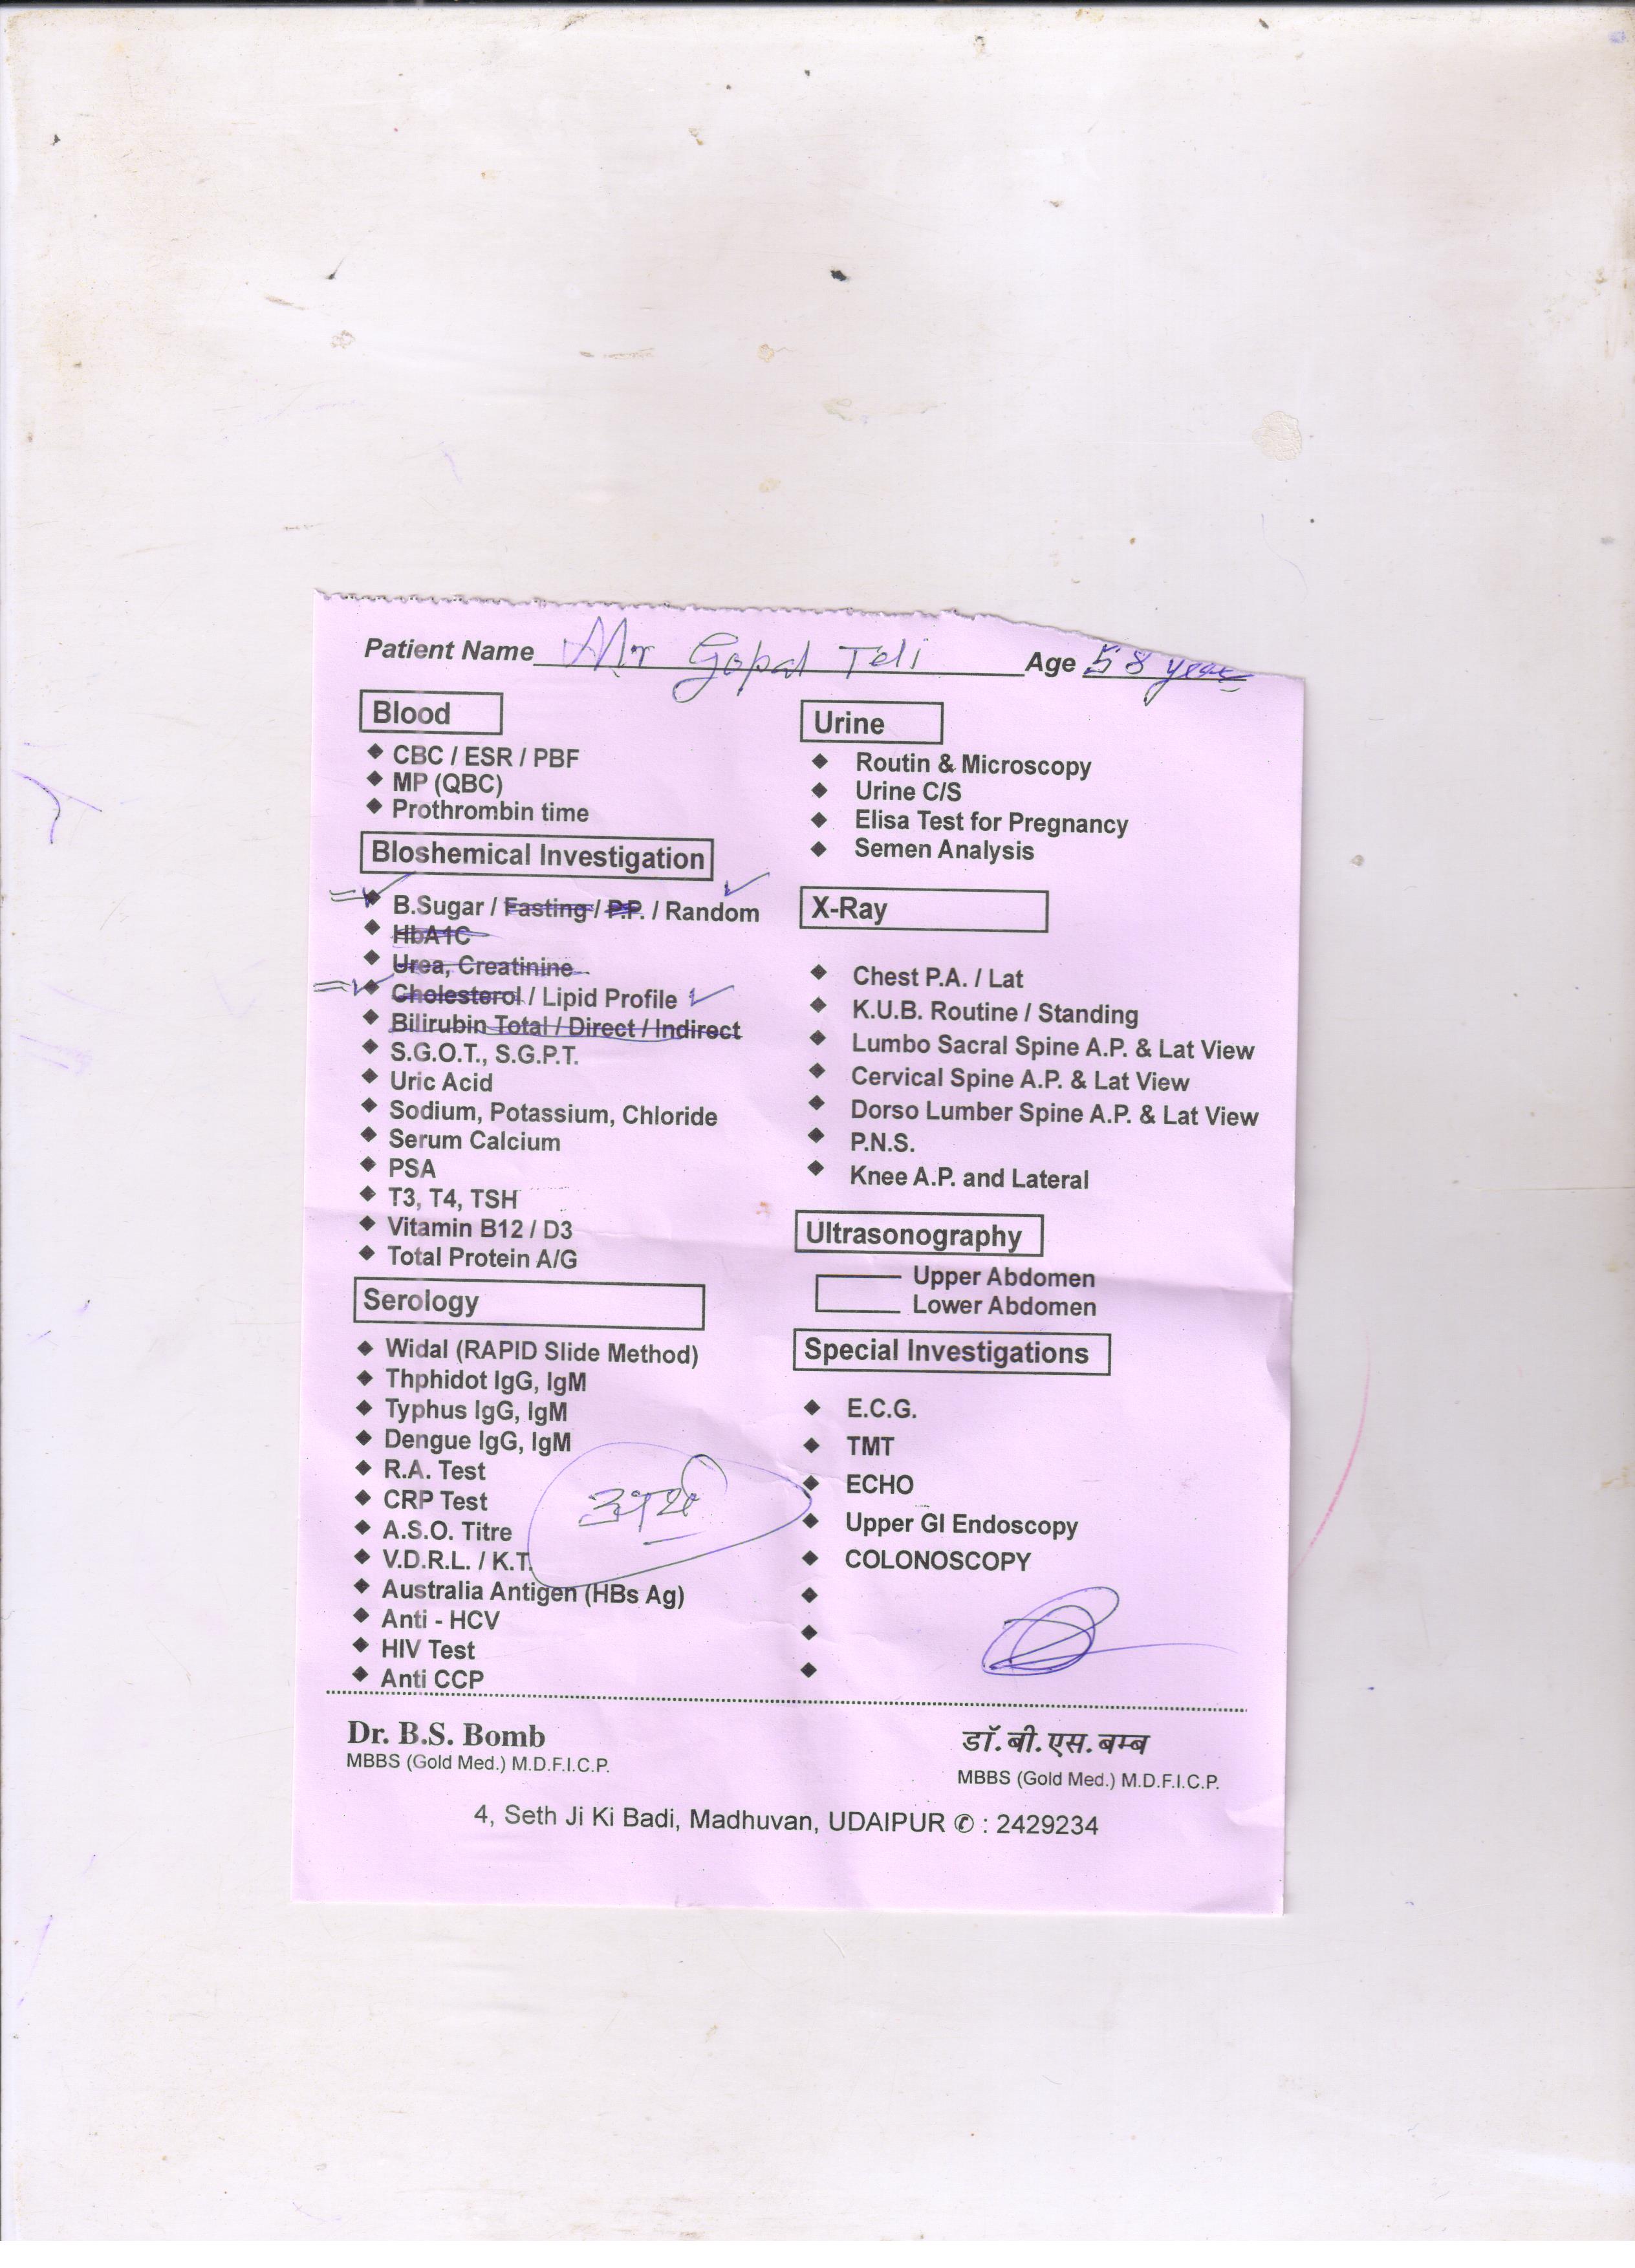 Patient Name Mr Gopal Teli Age 58 year
Blood
◆ CBC / ESR / PBF
◆ MP (QBC)
◆ Prothrombin time
Bloshemical Investigation
◆ B.Sugar / Fasting / P.P. / Random
◆ HbA1C
◆ Urea, Creatinine
◆ Cholesterol / Lipid Profile
◆ Bilirubin Total / Direct / Indirect
◆ S.G.O.T., S.G.P.T.
◆ Uric Acid
◆ Sodium, Potassium, Chloride
◆ Serum Calcium
◆ PSA
◆ T3, T4, TSH
◆ Vitamin B12 / D3
◆ Total Protein A/G
Serology
◆ Widal (RAPID Slide Method)
◆ Thphidot IgG, IgM
◆ Typhus IgG, IgM
◆ Dengue IgG, IgM
◆ R.A. Test
◆ CRP Test
◆ A.S.O. Titre
◆ V.D.R.L. / K.T.
◆ Australia Antigen (HBs Ag)
◆ Anti - HCV
◆ HIV Test
◆ Anti CCP
Urine
◆ Routin & Microscopy
◆ Urine C/S
◆ Elisa Test for Pregnancy
◆ Semen Analysis
X-Ray
◆ Chest P.A. / Lat
◆ K.U.B. Routine / Standing
◆ Lumbo Sacral Spine A.P. & Lat View
◆ Cervical Spine A.P. & Lat View
◆ Dorso Lumber Spine A.P. & Lat View
◆ P.N.S.
◆ Knee A.P. and Lateral
Ultrasonography
Upper Abdomen
Lower Abdomen
Special Investigations
◆ E.C.G.
◆ TMT
◆ ECHO
◆ Upper GI Endoscopy
◆ COLONOSCOPY
Dr. B.S. Bomb
MBBS (Gold Med.) M.D.F.I.C.P.
डॉ. बी. एस. बम्ब
MBBS (Gold Med.) M.D.F.I.C.P.
4, Seth Ji Ki Badi, Madhuvan, UDAIPUR ✆ : 2429234